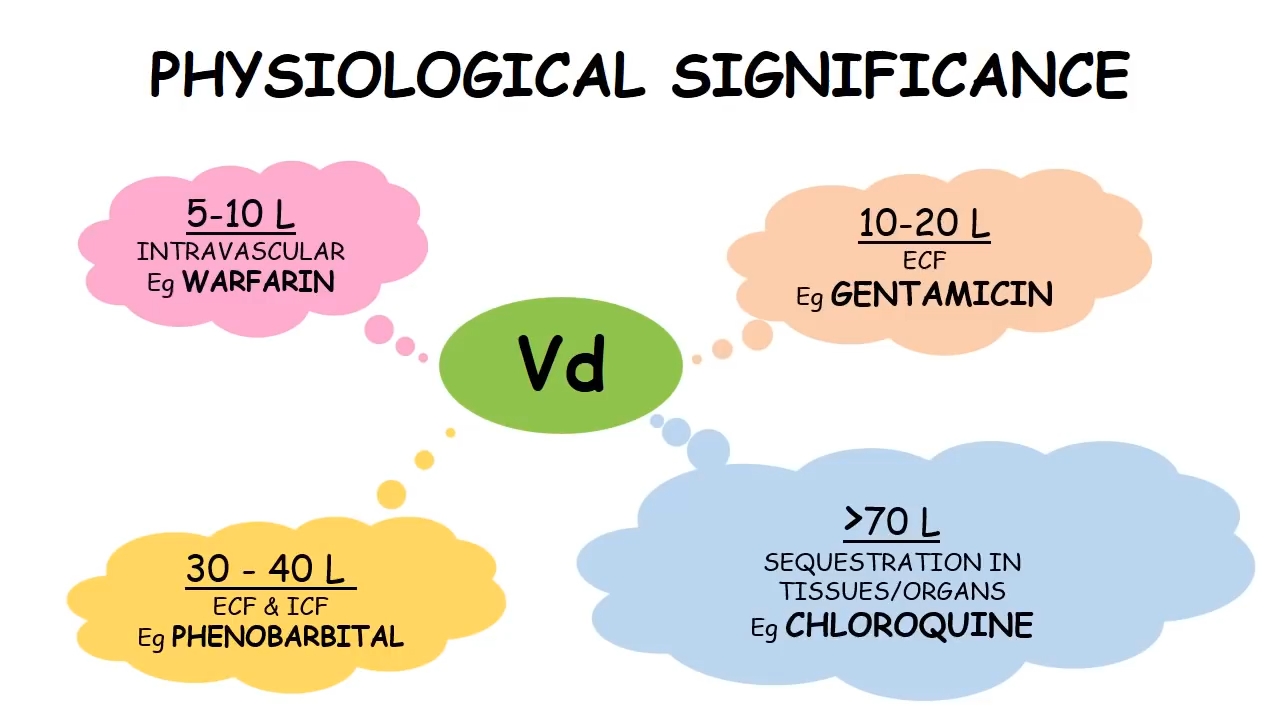 PHYSIOLOGICAL SIGNIFICANCE
5-10 L
INTRAVASCULAR
Eg WARFARIN
10-20 L
ECF
Eg GENTAMICIN
Vd
30 - 40 L
ECF & ICF
Eg PHENOBARBITAL
>70 L
SEQUESTRATION IN
TISSUES/ORGANS
Eg CHLOROQUINE